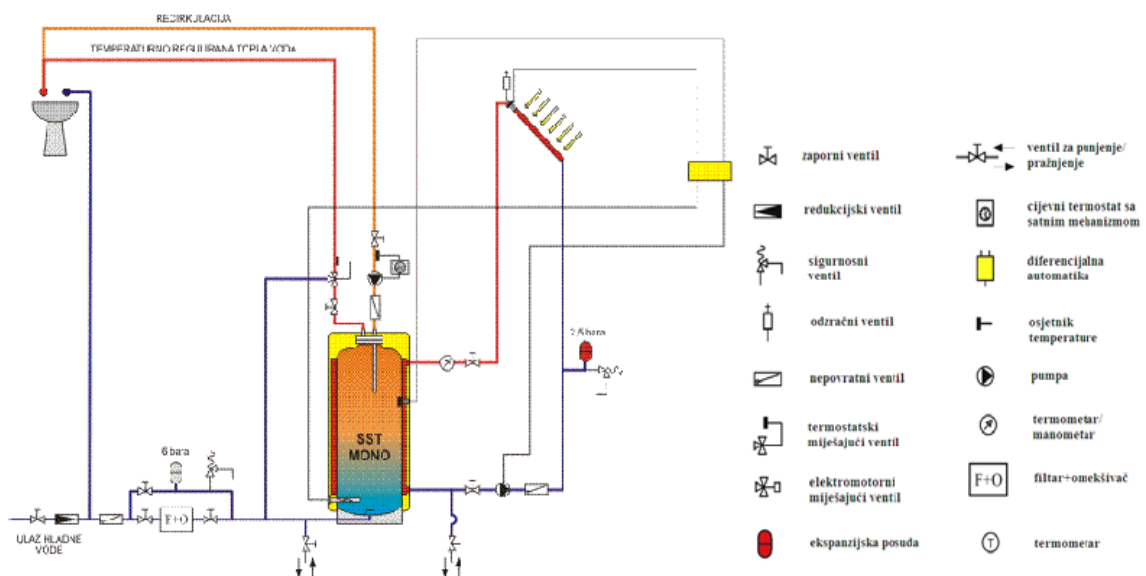 RECIRKULACIJA
TEMPERATURNO REGULIRANA TOPLA VODA
2,5 bara
SST
MONO
6 bara
F+O
ULAZ HLADNE
VODE
zaporni ventil
redukcijski ventil
sigurnosni
ventil
odzračni ventil
nepovratni ventil
termostatski
miješajući ventil
elektromotorni
miješajući ventil
ekspanzijska posuda
ventil za punjenje/
pražnjenje
cijevni termostat sa
satnim mehanizmom
diferencijalna
automatika
osjetnik
temperature
pumpa
termometar/
manometar
F+O
filtar+omekšivač
T
termometar